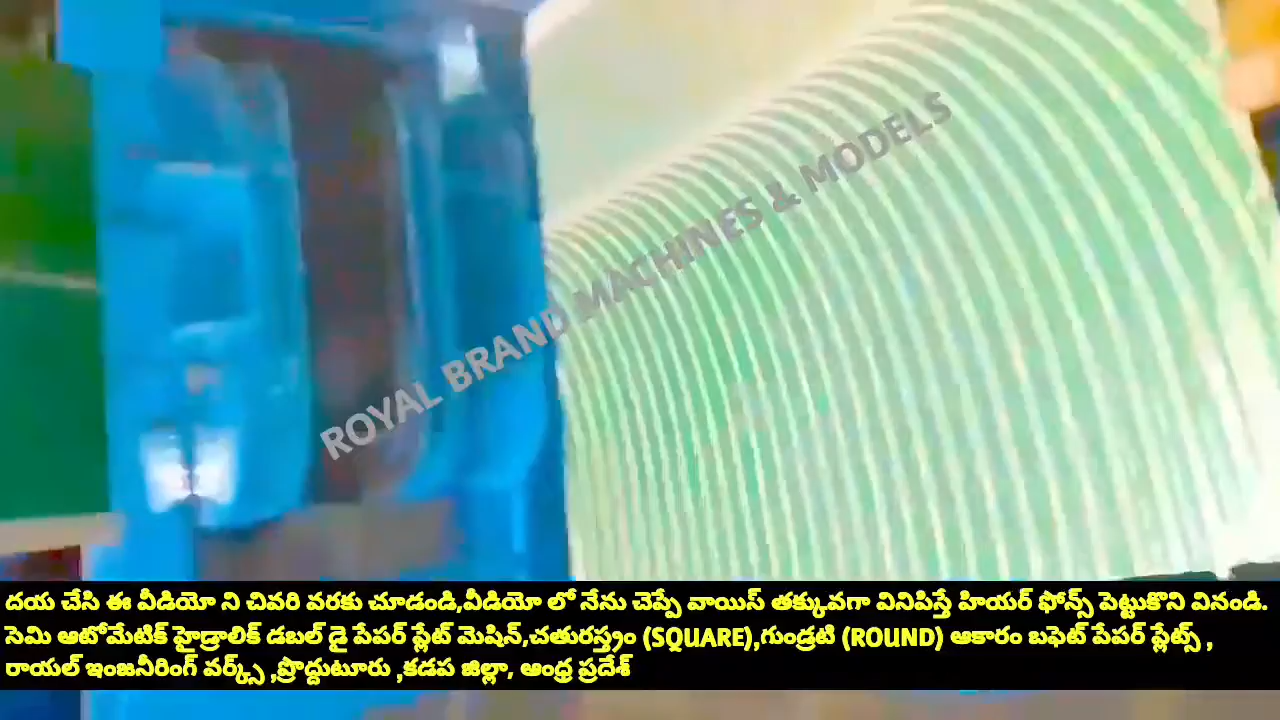 ROYAL BRAND MACHINES & MODELS
దయ చేసి ఈ వీడియో ని చివరి వరకు చూడండి,వీడియో లో నేను చెప్పే వాయిస్ తక్కువగా వినిపిస్తే హియర్ ఫోన్స్ పెట్టుకొని వినండి.
సెమి ఆటోమేటిక్ హైడ్రాలిక్ డబల్ డై పేపర్ ప్లేట్ మెషిన్,చతురస్త్రం (SQUARE),గుండ్రటి (ROUND) ఆకారం బఫెట్ పేపర్ ప్లేట్స్ ,
రాయల్ ఇంజనీరింగ్ వర్క్స్ ,ప్రొద్దుటూరు ,కడప జిల్లా, ఆంధ్ర ప్రదేశ్